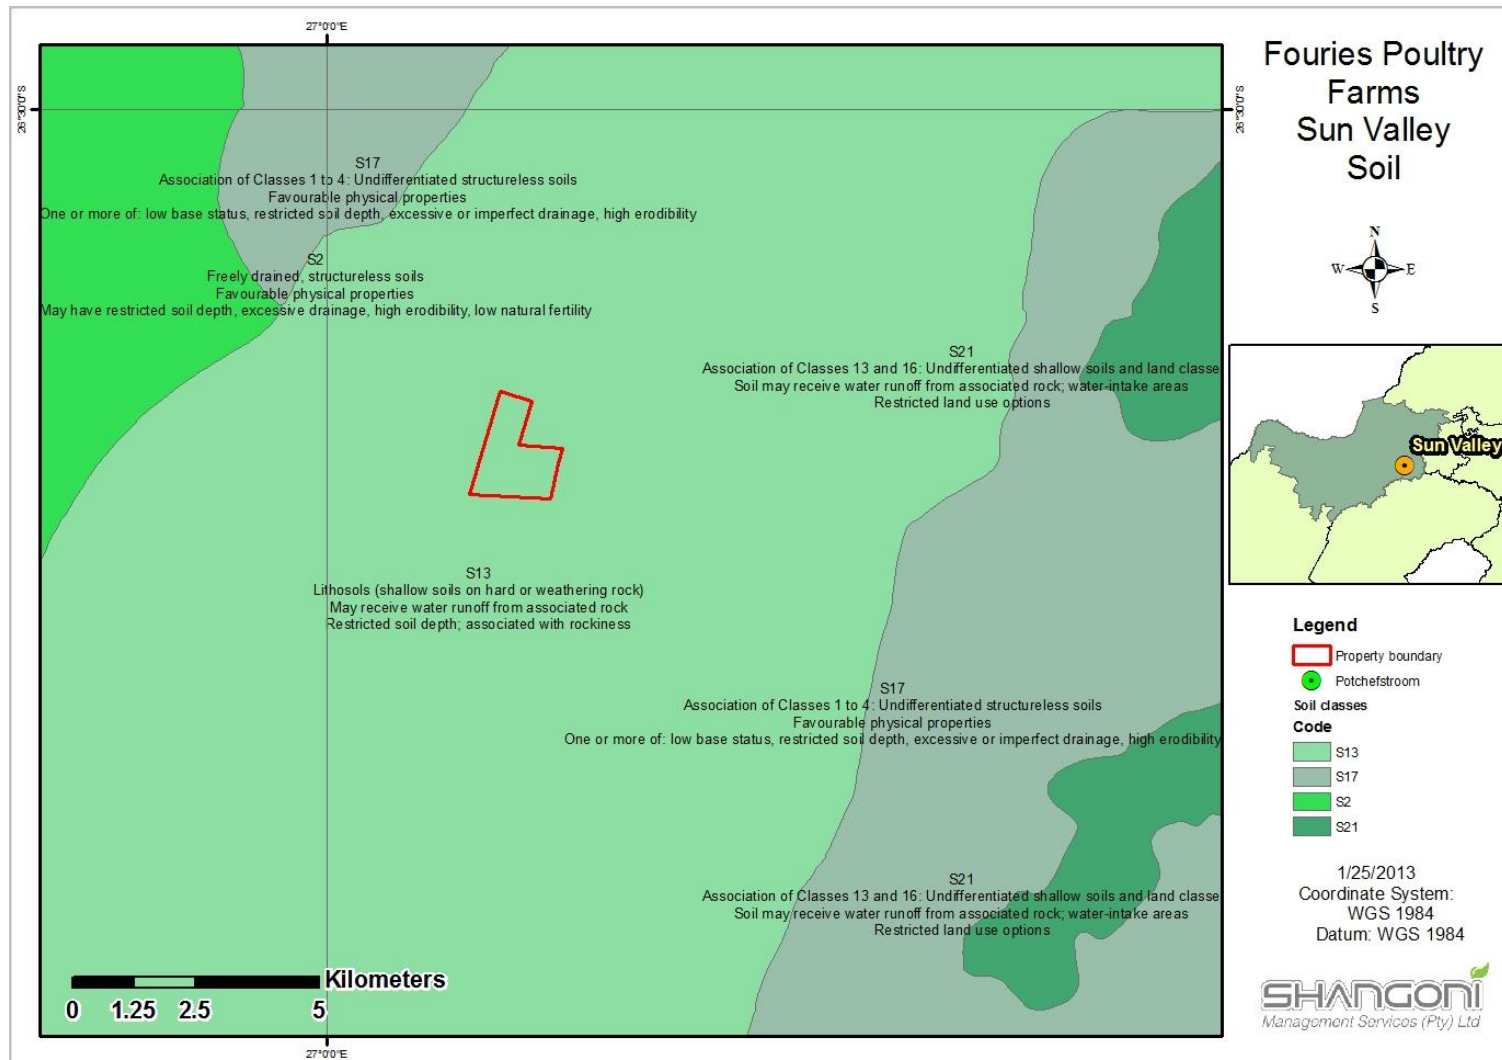 27°0'0"E
Fouries Poultry
Farms
Sun Valley
Soil
26°30'0"S
26°30'0"S
S17
Association of Classes 1 to 4: Undifferentiated structureless soils
Favourable physical properties
One or more of: low base status, restricted soil depth, excessive or imperfect drainage, high erodibility
S2
Freely drained, structureless soils
Favourable physical properties
May have restricted soil depth, excessive drainage, high erodibility, low natural fertility
N
W E
S
S21
Association of Classes 13 and 16: Undifferentiated shallow soils and land classe
Soil may receive water runoff from associated rock; water-intake areas
Restricted land use options
Sun Valley
S13
Lithosols (shallow soils on hard or weathering rock)
May receive water runoff from associated rock
Restricted soil depth; associated with rockiness
S17
Association of Classes 1 to 4: Undifferentiated structureless soils
Favourable physical properties
One or more of: low base status, restricted soil depth, excessive or imperfect drainage, high erodibility
S21
Association of Classes 13 and 16: Undifferentiated shallow soils and land classe
Soil may receive water runoff from associated rock; water-intake areas
Restricted land use options
Legend
Property boundary
Potchefstroom
Soil classes
Code
S13
S17
S2
S21
1/25/2013
Coordinate System:
WGS 1984
Datum: WGS 1984
Kilometers
0 1.25 2.5 5
SHANGONI
Management Services (Pty) Ltd
27°0'0"E